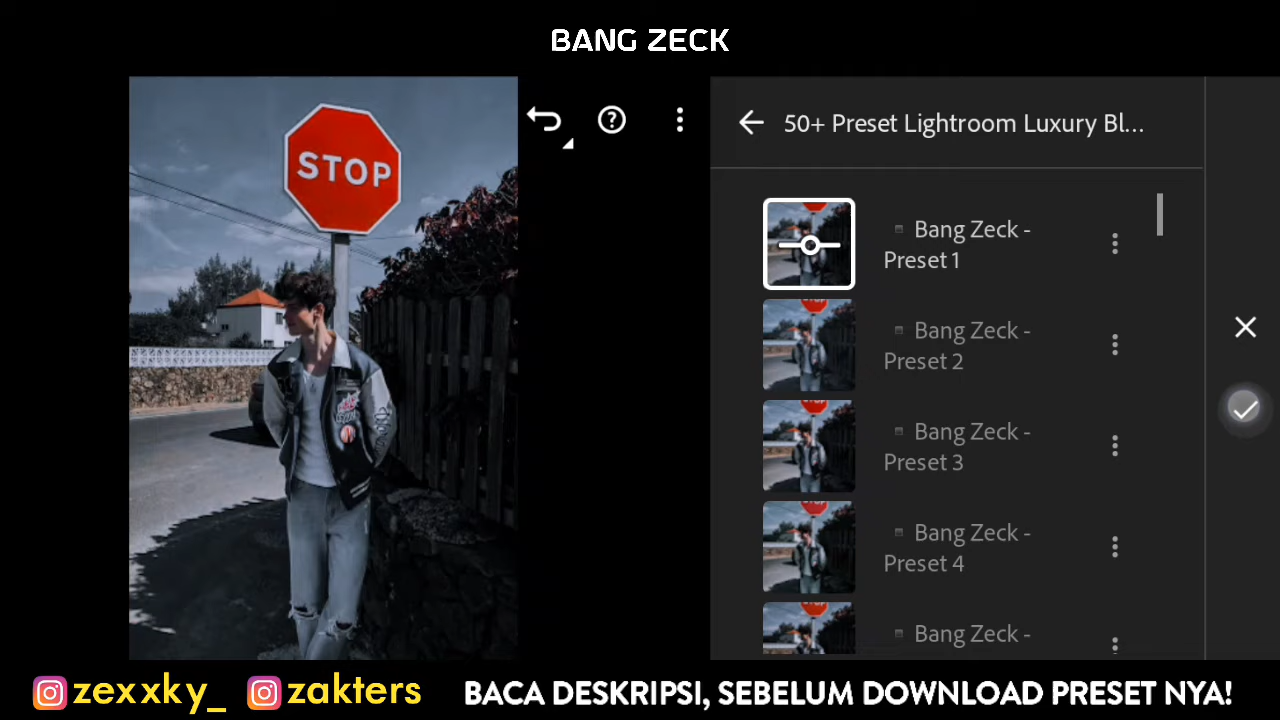 BANG ZECK
STOP
50+ Preset Lightroom Luxury Bl...
Bang Zeck -
Preset 1
Bang Zeck -
Preset 2
Bang Zeck -
Preset 3
Bang Zeck -
Preset 4
Bang Zeck -
zexxky_
zakters
BACA DESKRIPSI, SEBELUM DOWNLOAD PRESET NYA!